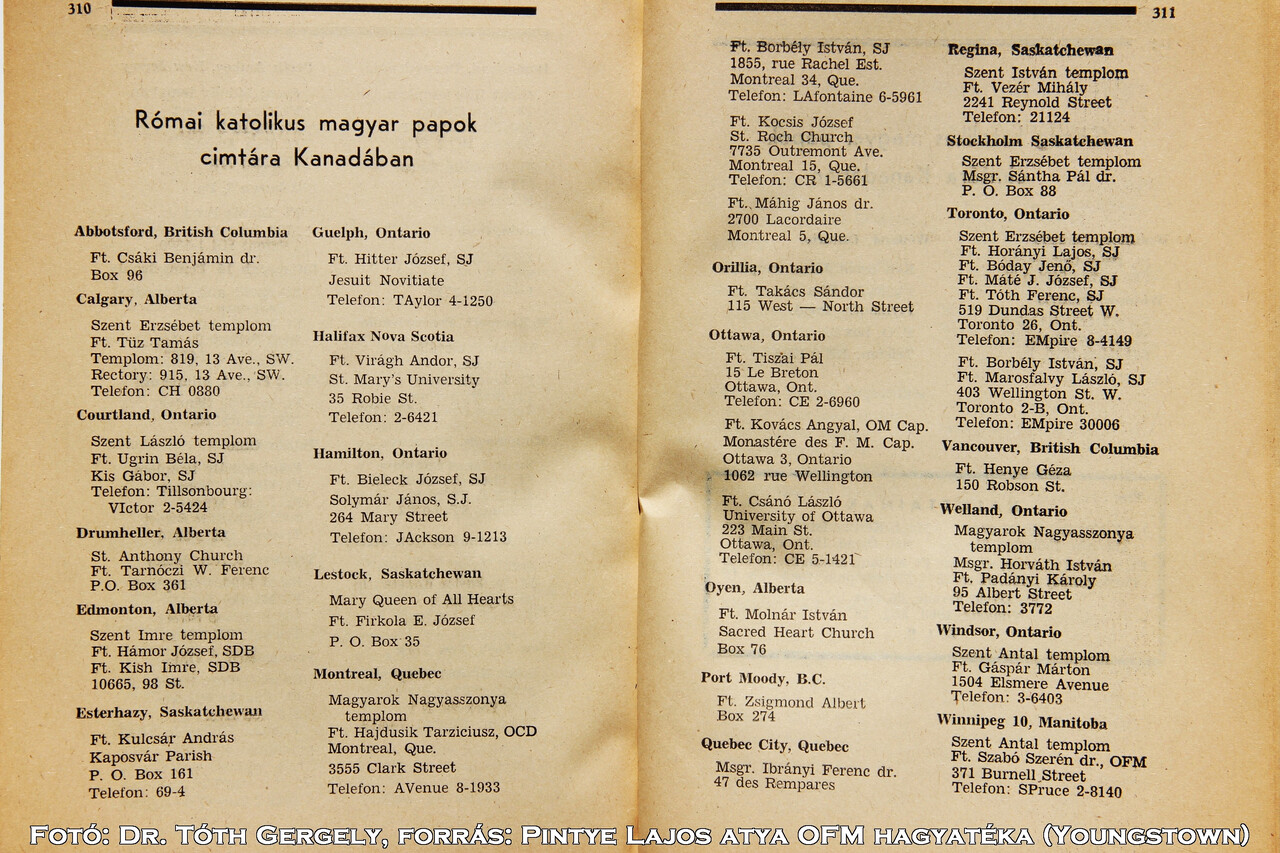 310
Római katolikus magyar papok
cimtára Kanadában
Abbotsford, British Columbia
Ft. Csáki Benjámin dr.
Box 96
Calgary, Alberta
Szent Erzsébet templom
Ft. Tüz Tamás
Templom: 819, 13 Ave., SW.
Rectory: 915, 13 Ave., SW.
Telefon: CH 0880
Courtland, Ontario
Szent László templom
Ft. Ugrin Béla, SJ
Kis Gábor, SJ
Telefon: Tillsonbourg:
VIctor 2-5424
Drumheller, Alberta
St. Anthony Church
Ft. Tarnóczi W. Ferenc
P.O. Box 361
Edmonton, Alberta
Szent Imre templom
Ft. Hámor József, SDB
Ft. Kish Imre, SDB
10665, 98 St.
Esterhazy, Saskatchewan
Ft. Kulcsár András
Kaposvár Parish
P. O. Box 161
Telefon: 69-4
Guelph, Ontario
Ft. Hitter József, SJ
Jesuit Novitiate
Telefon: TAylor 4-1250
Halifax Nova Scotia
Ft. Virágh Andor, SJ
St. Mary's University
35 Robie St.
Telefon: 2-6421
Hamilton, Ontario
Ft. Bieleck József, SJ
Solymár János, S.J.
264 Mary Street
Telefon: JAckson 9-1213
Lestock, Saskatchewan
Mary Queen of All Hearts
Ft. Firkola E. József
P. O. Box 35
Montreal, Quebec
Magyarok Nagyasszonya
templom
Ft. Hajdusik Tarziciusz, OCD
Montreal, Que.
3555 Clark Street
Telefon: AVenue 8-1933
311
Ft. Borbély István, SJ
1855, rue Rachel Est.
Montreal 34, Que.
Telefon: LAfontaine 6-5961
Ft. Kocsis József
St. Roch Church
7735 Outremont Ave.
Montreal 15, Que.
Telefon: CR 1-5661
Ft. Máhig János dr.
2700 Lacordaire
Montreal 5, Que.
Orillia, Ontario
Ft. Takács Sándor
115 West — North Street
Ottawa, Ontario
Ft. Tiszai Pál
15 Le Breton
Ottawa, Ont.
Telefon: CE 2-6960
Ft. Kovács Angyal, OM Cap.
Monastére des F. M. Cap.
Ottawa 3, Ontario
1062 rue Wellington
Ft. Csánó László
University of Ottawa
223 Main St.
Ottawa, Ont.
Telefon: CE 5-1421
Oyen, Alberta
Ft. Molnár István
Sacred Heart Church
Box 76
Port Moody, B.C.
Ft. Zsigmond Albert
Box 274
Quebec City, Quebec
Msgr. Ibrányi Ferenc dr.
47 des Rempares
Regina, Saskatchewan
Szent István templom
Ft. Vezér Mihály
2241 Reynold Street
Telefon: 21124
Stockholm Saskatchewan
Szent Erzsébet templom
Msgr. Sántha Pál dr.
P. O. Box 88
Toronto, Ontario
Szent Erzsébet templom
Ft. Horányi Lajos, SJ
Ft. Bóday Jenő, SJ
Ft. Máté J. József, SJ
Ft. Tóth Ferenc, SJ
519 Dundas Street W.
Toronto 26, Ont.
Telefon: EMpire 8-4149
Ft. Borbély István, SJ
Ft. Marosfalvy László, SJ
403 Wellington St. W.
Toronto 2-B, Ont.
Telefon: EMpire 30006
Vancouver, British Columbia
Ft. Henye Géza
150 Robson St.
Welland, Ontario
Magyarok Nagyasszonya
templom
Msgr. Horváth István
Ft. Padányi Károly
95 Albert Street
Telefon: 3772
Windsor, Ontario
Szent Antal templom
Ft. Gáspár Márton
1504 Elsmere Avenue
Telefon: 3-6403
Winnipeg 10, Manitoba
Szent Antal templom
Ft. Szabó Szerén dr., OFM
371 Burnell Street
Telefon: SPruce 2-8140
Fotó: Dr. Tóth Gergely, forrás: Pintye Lajos atya OFM hagyatéka (Youngstown)